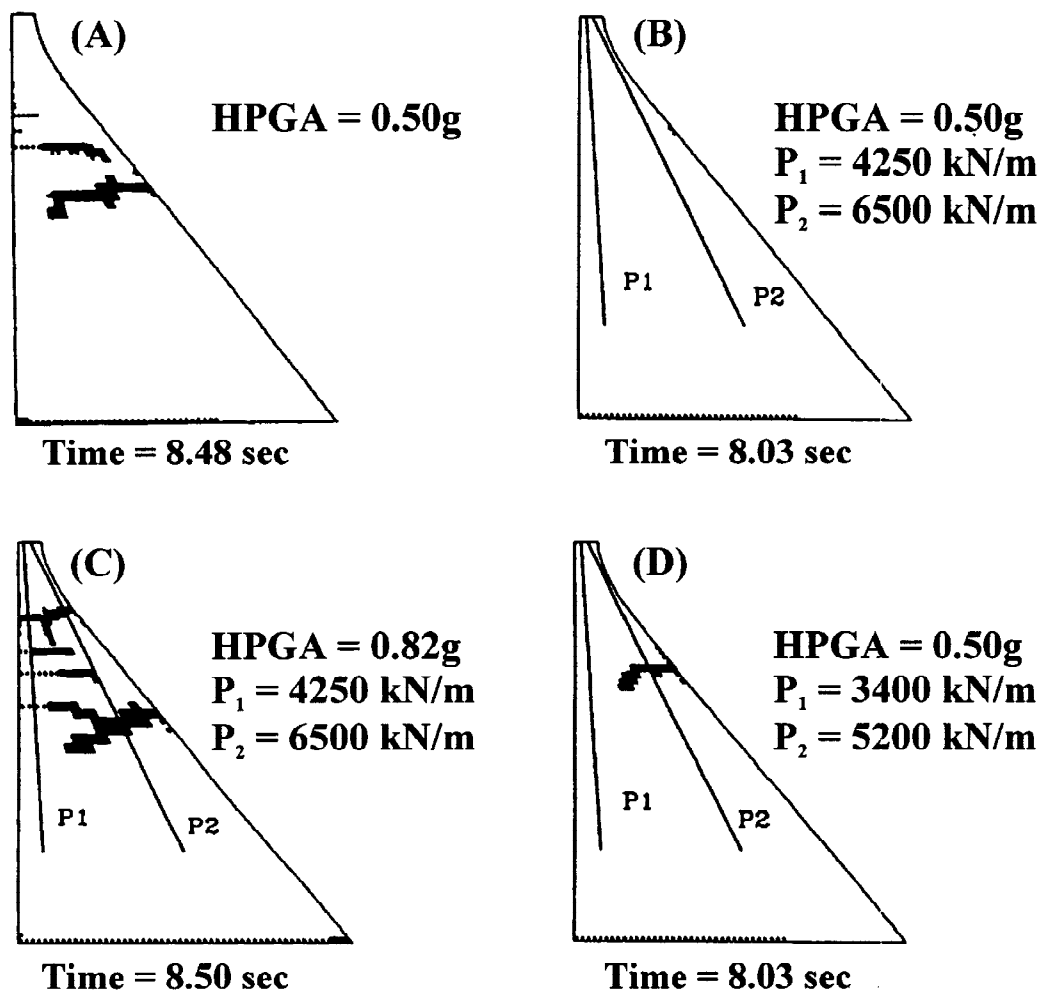 (A)
HPGA = 0.50g
Time = 8.48 sec
(B)
HPGA = 0.50g
P₁ = 4250 kN/m
P₂ = 6500 kN/m
P1
P2
Time = 8.03 sec
(C)
HPGA = 0.82g
P₁ = 4250 kN/m
P₂ = 6500 kN/m
P1
P2
Time = 8.50 sec
(D)
HPGA = 0.50g
P₁ = 3400 kN/m
P₂ = 5200 kN/m
P1
P2
Time = 8.03 sec